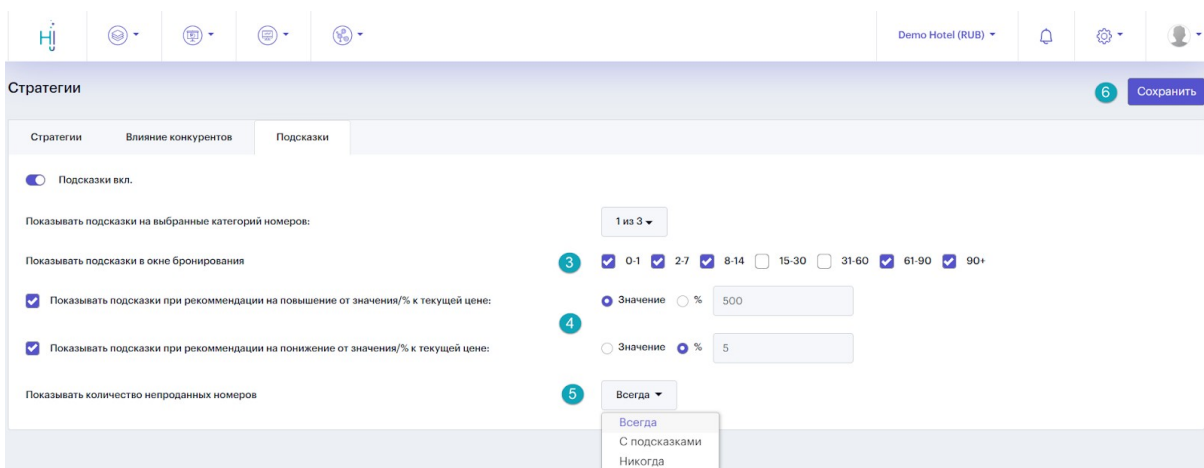 Hj
Demo Hotel (RUB)
Стратегии
6 Сохранить
Стратегии Влияние конкурентов Подсказки
Подсказки вкл.
Показывать подсказки на выбранные категорий номеров: 1 из 3
Показывать подсказки в окне бронирования 3 0-1 2-7 8-14 15-30 31-60 61-90 90+
Показывать подсказки при рекоммендации на повышение от значения/% к текущей цене: Значение % 500
4
Показывать подсказки при рекоммендации на понижение от значения/% к текущей цене: Значение % 5
Показывать количество непроданных номеров 5 Всегда
Всегда
С подсказками
Никогда